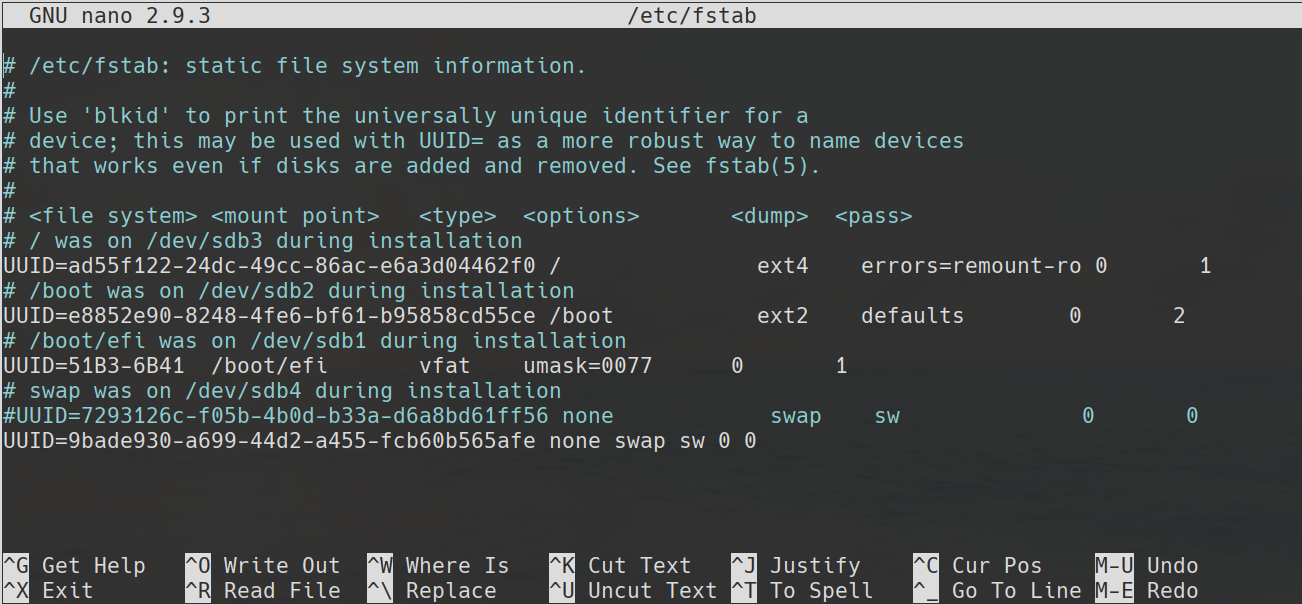 GNU nano 2.9.3 /etc/fstab
# /etc/fstab: static file system information.
#
# Use 'blkid' to print the universally unique identifier for a
# device; this may be used with UUID= as a more robust way to name devices
# that works even if disks are added and removed. See fstab(5).
#
# <file system> <mount point>   <type>  <options>       <dump>  <pass>
# / was on /dev/sdb3 during installation
UUID=ad55f122-24dc-49cc-86ac-e6a3d04462f0 /               ext4    errors=remount-ro 0       1
# /boot was on /dev/sdb2 during installation
UUID=e8852e90-8248-4fe6-bf61-b95858cd55ce /boot           ext2    defaults        0       2
# /boot/efi was on /dev/sdb1 during installation
UUID=51B3-6B41  /boot/efi       vfat    umask=0077      0       1
# swap was on /dev/sdb4 during installation
#UUID=7293126c-f05b-4b0d-b33a-d6a8bd61ff56 none            swap    sw              0       0
UUID=9bade930-a699-44d2-a455-fcb60b565afe none swap sw 0 0
^G Get Help   ^O Write Out  ^W Where Is   ^K Cut Text   ^J Justify    ^C Cur Pos    M-U Undo
^X Exit       ^R Read File  ^\ Replace    ^U Uncut Text ^T To Spell   ^_ Go To Line M-E Redo